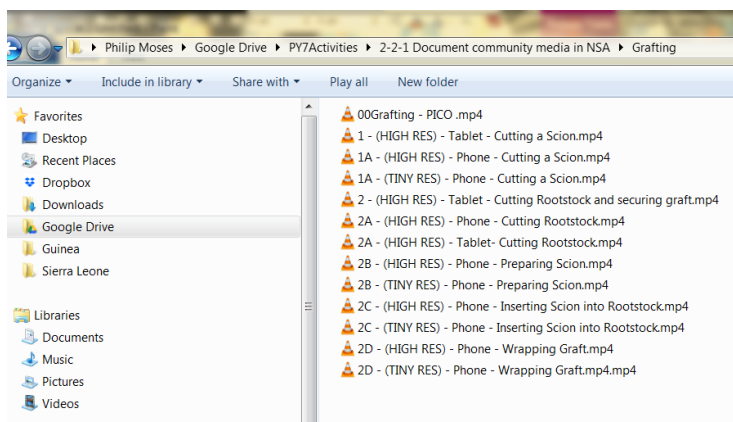 Philip Moses ▸ Google Drive ▸ PY7Activities ▸ 2-2-1 Document community media in NSA ▸ Grafting
Organize Include in library Share with Play all New folder
Favorites
Desktop
Recent Places
Dropbox
Downloads
Google Drive
Guinea
Sierra Leone
Libraries
Documents
Music
Pictures
Videos
00Grafting - PICO .mp4
1 - (HIGH RES) - Tablet - Cutting a Scion.mp4
1A - (HIGH RES) - Phone - Cutting a Scion.mp4
1A - (TINY RES) - Phone - Cutting a Scion.mp4
2 - (HIGH RES) - Tablet - Cutting Rootstock and securing graft.mp4
2A - (HIGH RES) - Phone - Cutting Rootstock.mp4
2A - (HIGH RES) - Tablet- Cutting Rootstock.mp4
2B - (HIGH RES) - Phone - Preparing Scion.mp4
2B - (TINY RES) - Phone - Preparing Scion.mp4
2C - (HIGH RES) - Phone - Inserting Scion into Rootstock.mp4
2C - (TINY RES) - Phone - Inserting Scion into Rootstock.mp4
2D - (HIGH RES) - Phone - Wrapping Graft.mp4
2D - (TINY RES) - Phone - Wrapping Graft.mp4.mp4